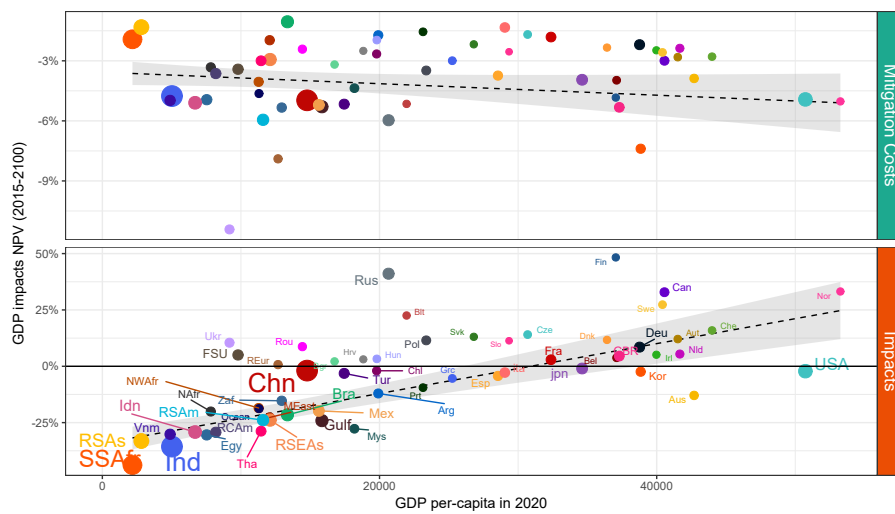 -3%
-6%
-9%
Mitigation Costs
GDP impacts NPV (2015-2100)
50%
25%
0%
-25%
Impacts
Fin
Rus
Can
Nor
Swe
Blt
Ukr
Rou
Svk
Cze
Che
Pol
Slo
Dnk
Aut
Deu
FSU
REur
Hrv
Hun
Fra
GBR
Bel
Irl
Nld
Chn
Tur
Chl
Grc
Esp
jpn
Kor
USA
NWAfr
NAfr
Zaf
MEast
Bra
Prt
Arg
Aus
Idn
RSAm
Ocean
RCAm
Mex
Gulf
Mys
Vnm
Egy
Tha
RSEAs
RSAs
SSAfr
Ind
0
20000
40000
GDP per-capita in 2020